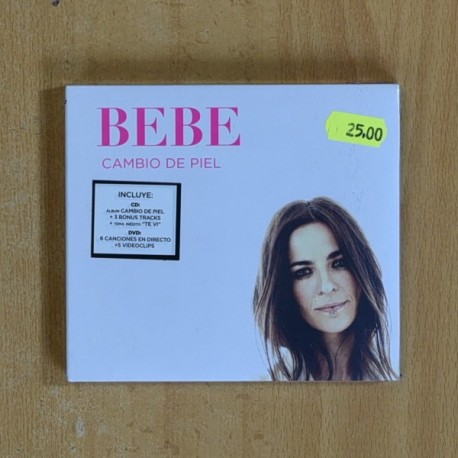 BEBE
CAMBIO DE PIEL
25,00
INCLUYE:
CD:
ÁLBUM CAMBIO DE PIEL
+ 3 BONUS TRACKS
+ TEMA INÉDITO "TE VI"
DVD:
6 CANCIONES EN DIRECTO
+5 VIDEOCLIPS